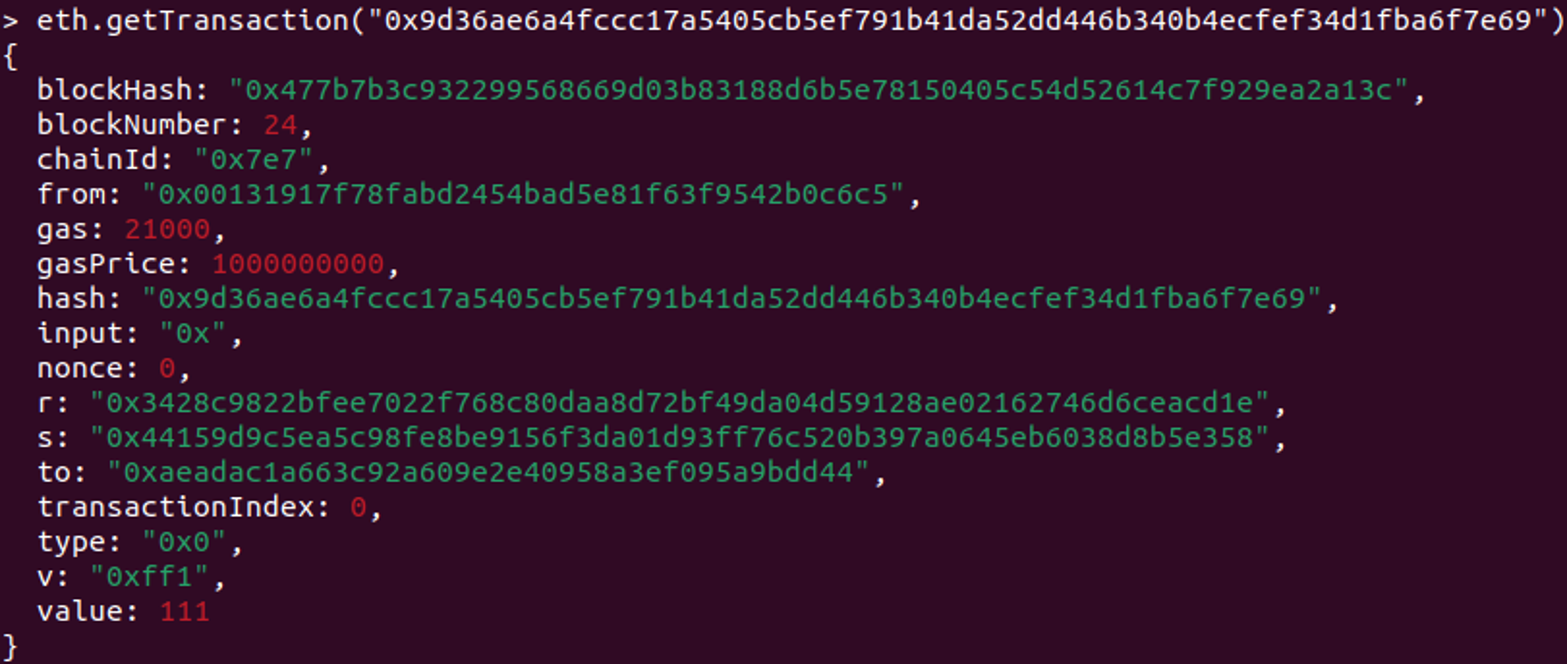 > eth.getTransaction("0x9d36ae6a4fccc17a5405cb5ef791b41da52dd446b340b4ecfef34d1fba6f7e69")
{
  blockHash: "0x477b7b3c932299568669d03b83188d6b5e78150405c54d52614c7f929ea2a13c",
  blockNumber: 24,
  chainId: "0x7e7",
  from: "0x00131917f78fabd2454bad5e81f63f9542b0c6c5",
  gas: 21000,
  gasPrice: 1000000000,
  hash: "0x9d36ae6a4fccc17a5405cb5ef791b41da52dd446b340b4ecfef34d1fba6f7e69",
  input: "0x",
  nonce: 0,
  r: "0x3428c9822bfee7022f768c80daa8d72bf49da04d59128ae02162746d6ceacd1e",
  s: "0x44159d9c5ea5c98fe8be9156f3da01d93ff76c520b397a0645eb6038d8b5e358",
  to: "0xaeadac1a663c92a609e2e40958a3ef095a9bdd44",
  transactionIndex: 0,
  type: "0x0",
  v: "0xff1",
  value: 111
}